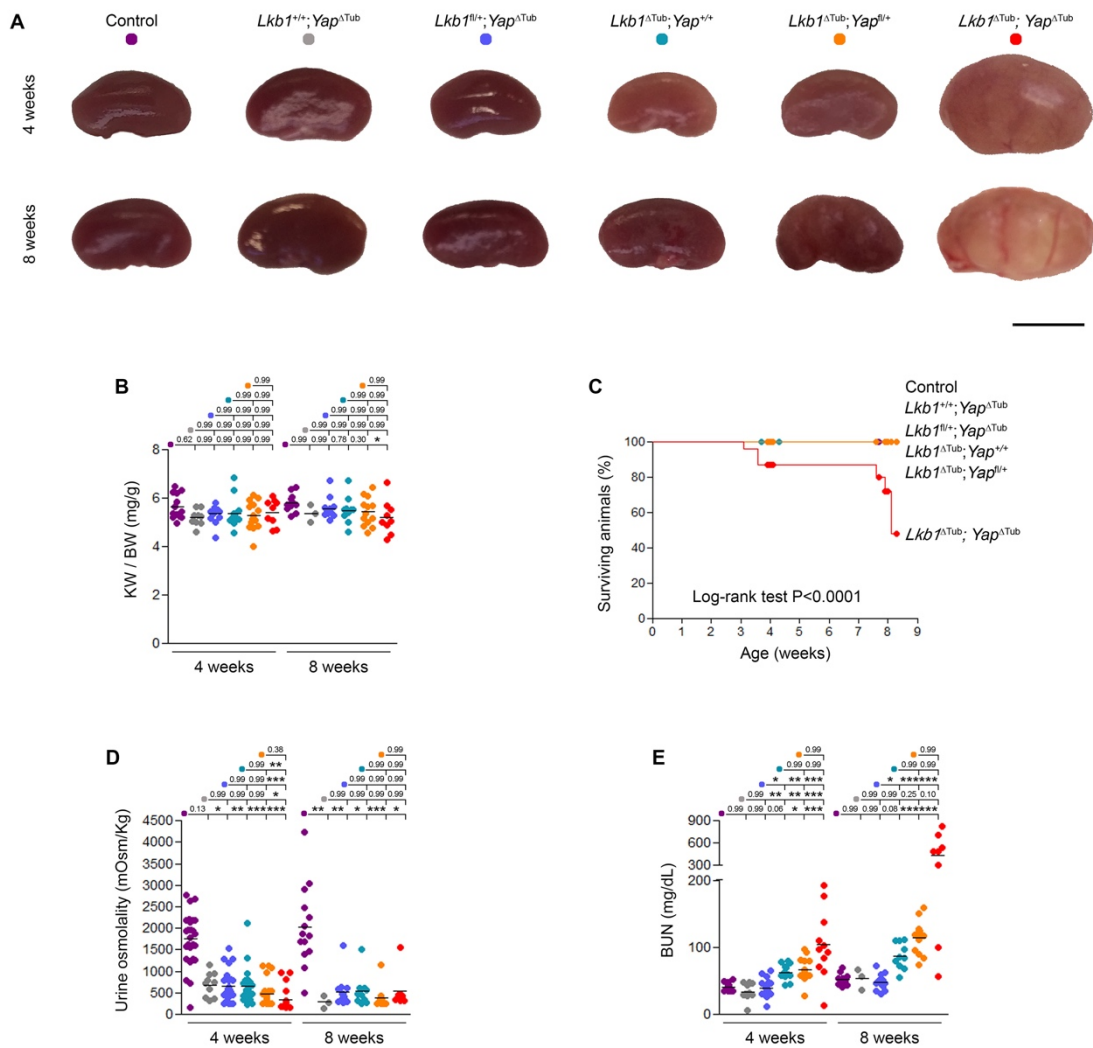 A
Control
Lkb1+/+;YapΔTub
Lkb1fl/+;YapΔTub
Lkb1ΔTub;Yap+/+
Lkb1ΔTub;Yapfl/+
Lkb1ΔTub; YapΔTub
4 weeks
8 weeks
B
0.99 0.99
0.99 0.99 0.99 0.99
0.99 0.99 0.99 0.99 0.99 0.99
0.99 0.99 0.99 0.99 0.99 0.99 0.99 0.99
0.62 0.99 0.99 0.99 0.99 0.99 0.99 0.78 0.30 *
KW / BW (mg/g)
8
6
4
2
0
4 weeks 8 weeks
C
Control
Lkb1+/+;YapΔTub
Lkb1fl/+;YapΔTub
Lkb1ΔTub;Yap+/+
Lkb1ΔTub;Yapfl/+
Lkb1ΔTub; YapΔTub
Surviving animals (%)
100
80
60
40
20
0
Log-rank test P<0.0001
0 1 2 3 4 5 6 7 8 9
Age (weeks)
D
0.38 0.99
0.99 ** 0.99 0.99
0.99 0.99 *** 0.99 0.99 0.99
0.99 0.99 0.99 * 0.99 0.99 0.99 0.99
0.13 * ** *** *** ** ** * *** *
Urine osmolality (mOsm/Kg)
4500
4000
3500
3000
2500
2000
1500
1000
500
0
4 weeks 8 weeks
E
0.99 0.99
0.99 0.99 0.99 0.99
* ** *** * *** ***
0.99 ** ** *** 0.99 0.99 0.25 0.10
0.99 0.99 0.06 * *** 0.99 0.99 0.08 *** ***
BUN (mg/dL)
900
600
300
200
100
0
4 weeks 8 weeks